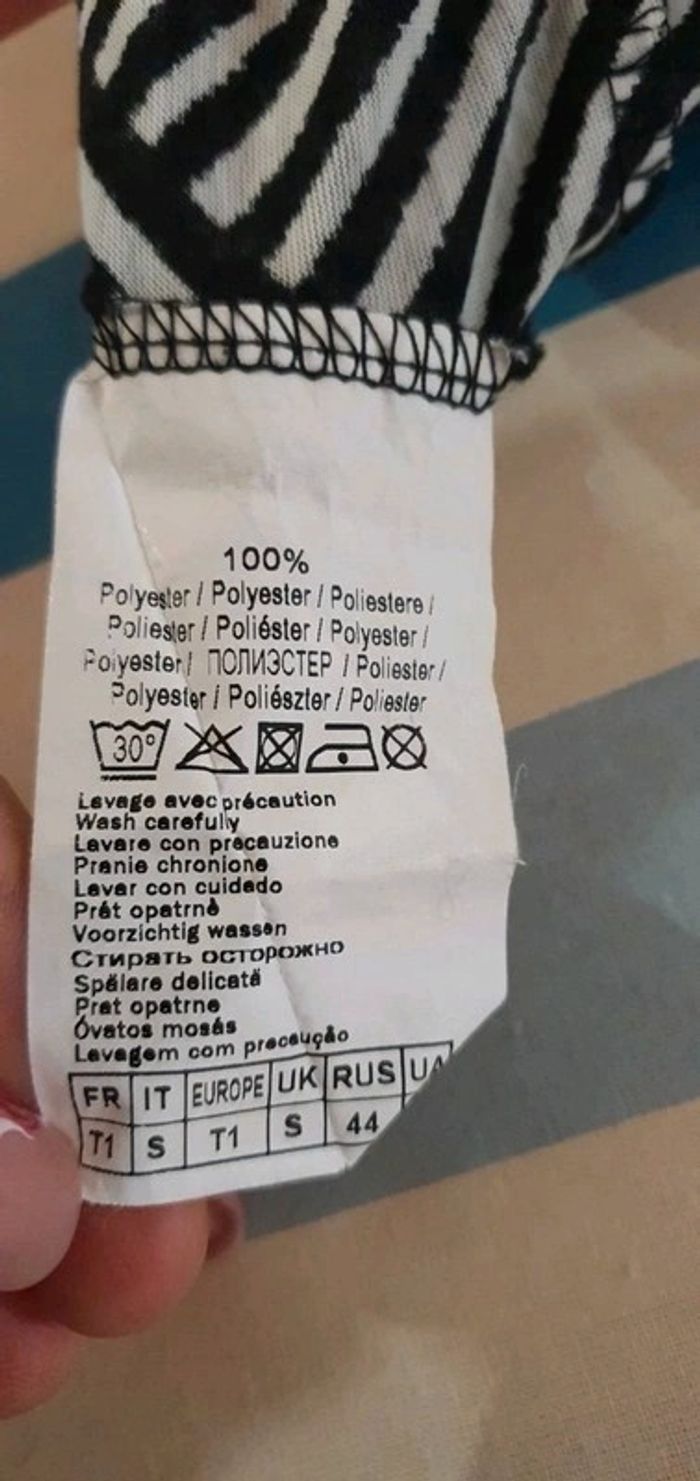 100%
Polyester / Polyester / Poliestere /
Poliester / Poliéster / Polyester /
Polyester / ПОЛИЭСТЕР / Poliester /
Polyester / Poliészter / Poliester
30°
Lavage avec précaution
Wash carefully
Lavare con precauzione
Pranie chronione
Lavar con cuidado
Prát opatrně
Voorzichtig wassen
Стирять осторожно
Spălare delicată
Prat opatrne
Óvatos mosás
Lavagem com precaução
FR IT EUROPE UK RUS UA
T1 S T1 S 44